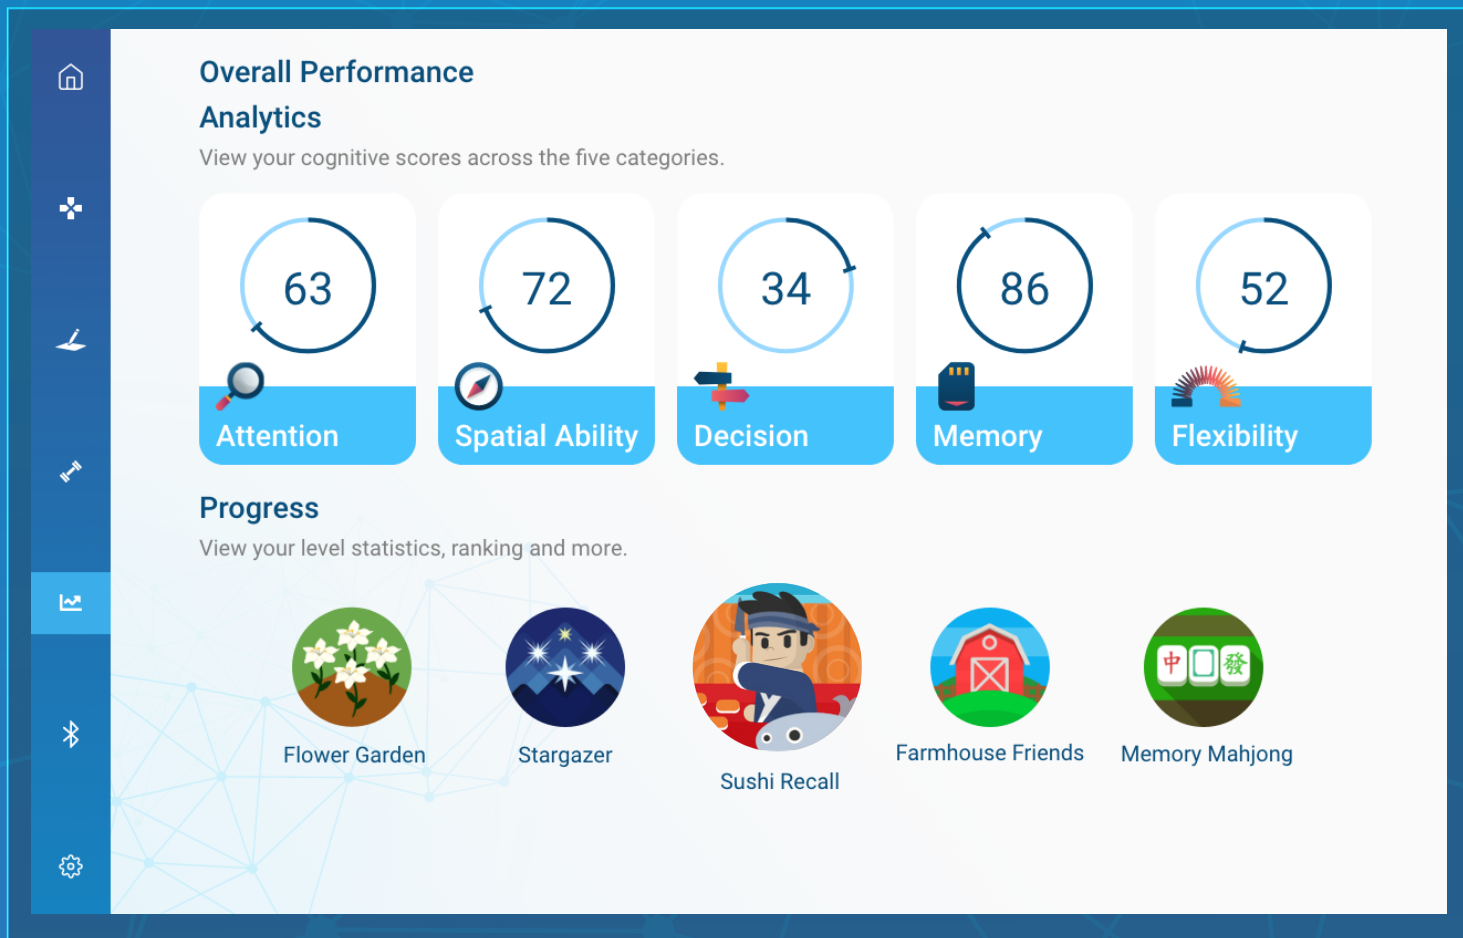 Overall Performance
Analytics
View your cognitive scores across the five categories.
63
72
34
86
52
Attention
Spatial Ability
Decision
Memory
Flexibility
Progress
View your level statistics, ranking and more.
Flower Garden
Stargazer
Sushi Recall
Farmhouse Friends
Memory Mahjong
中
發